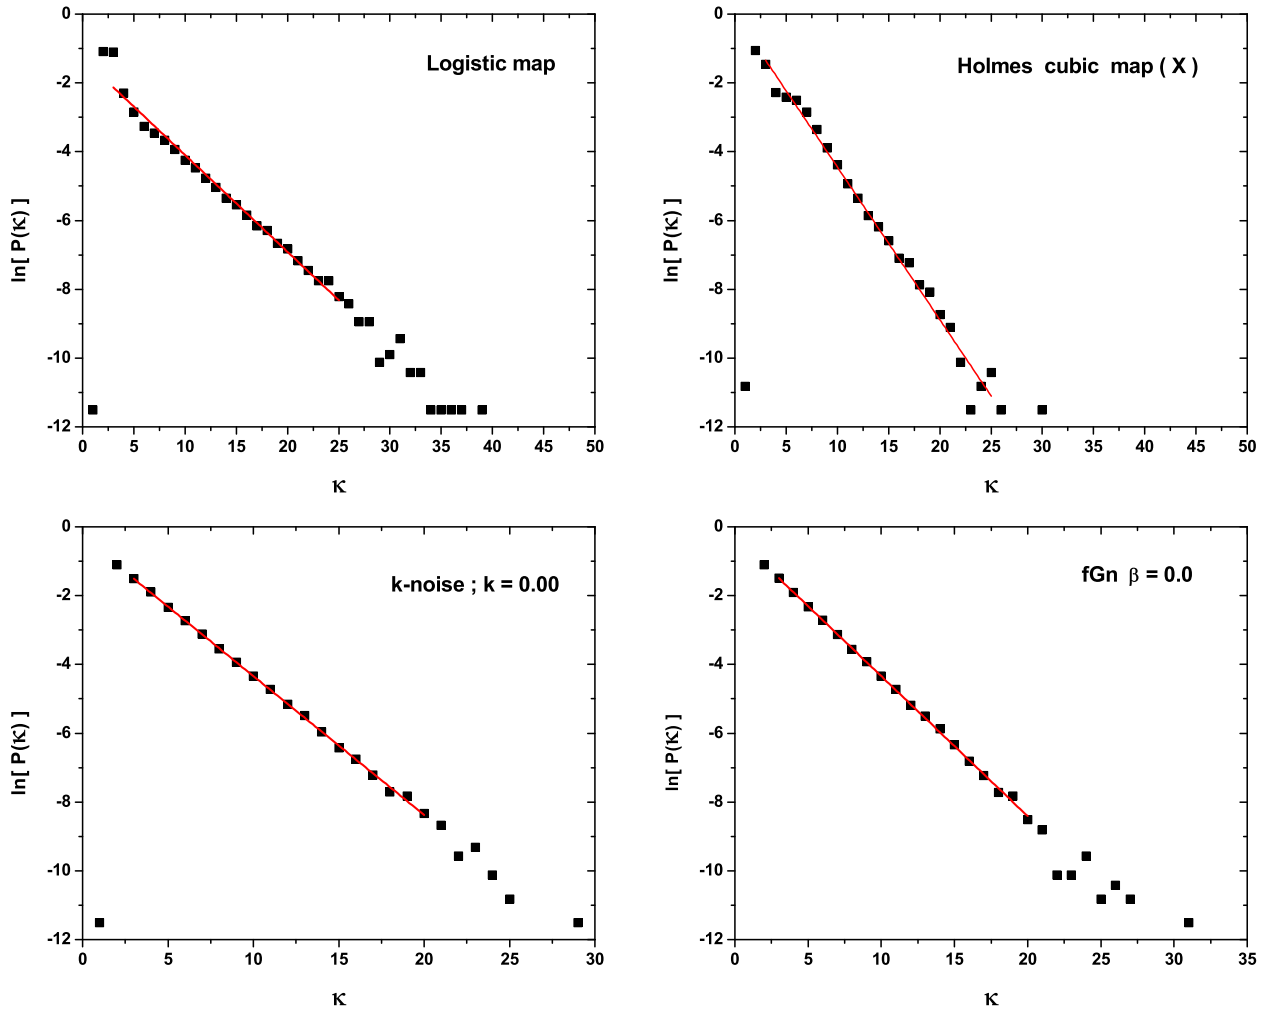 Logistic map
ln[ P(κ) ]
0
-2
-4
-6
-8
-10
-12
0 5 10 15 20 25 30 35 40 45 50
κ
Holmes cubic map ( X )
ln[ P(κ) ]
0
-2
-4
-6
-8
-10
-12
0 5 10 15 20 25 30 35 40 45 50
κ
k-noise ; k = 0.00
ln[ P(κ) ]
0
-2
-4
-6
-8
-10
-12
0 5 10 15 20 25 30
κ
fGn β = 0.0
ln[ P(κ) ]
0
-2
-4
-6
-8
-10
-12
0 5 10 15 20 25 30 35
κ